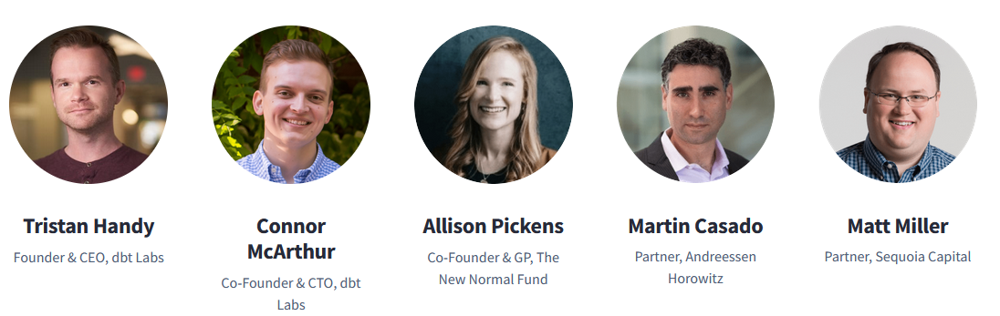 Tristan Handy
Founder & CEO, dbt Labs
Connor
McArthur
Co-Founder & CTO, dbt
Labs
Allison Pickens
Co-Founder & GP, The
New Normal Fund
Martin Casado
Partner, Andreessen
Horowitz
Matt Miller
Partner, Sequoia Capital